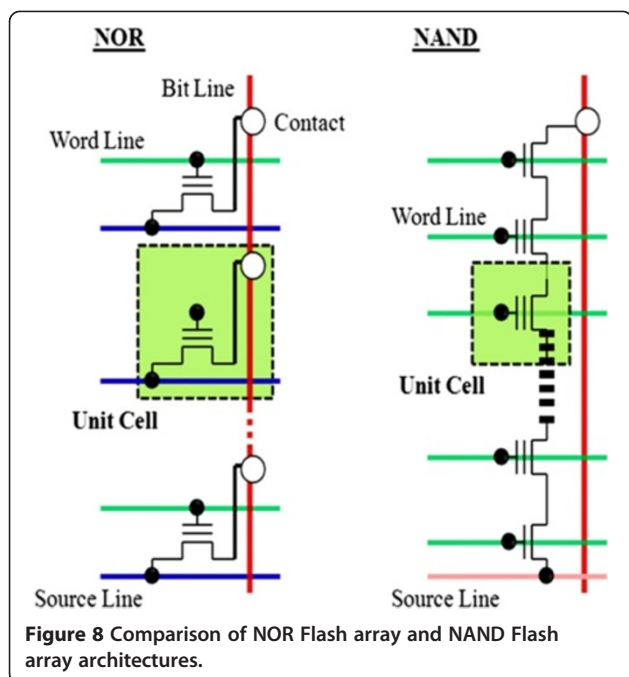 NOR
NAND
Bit Line
Contact
Word Line
Word Line
Unit Cell
Unit Cell
Source Line
Source Line
Figure 8 Comparison of NOR Flash array and NAND Flash
array architectures.